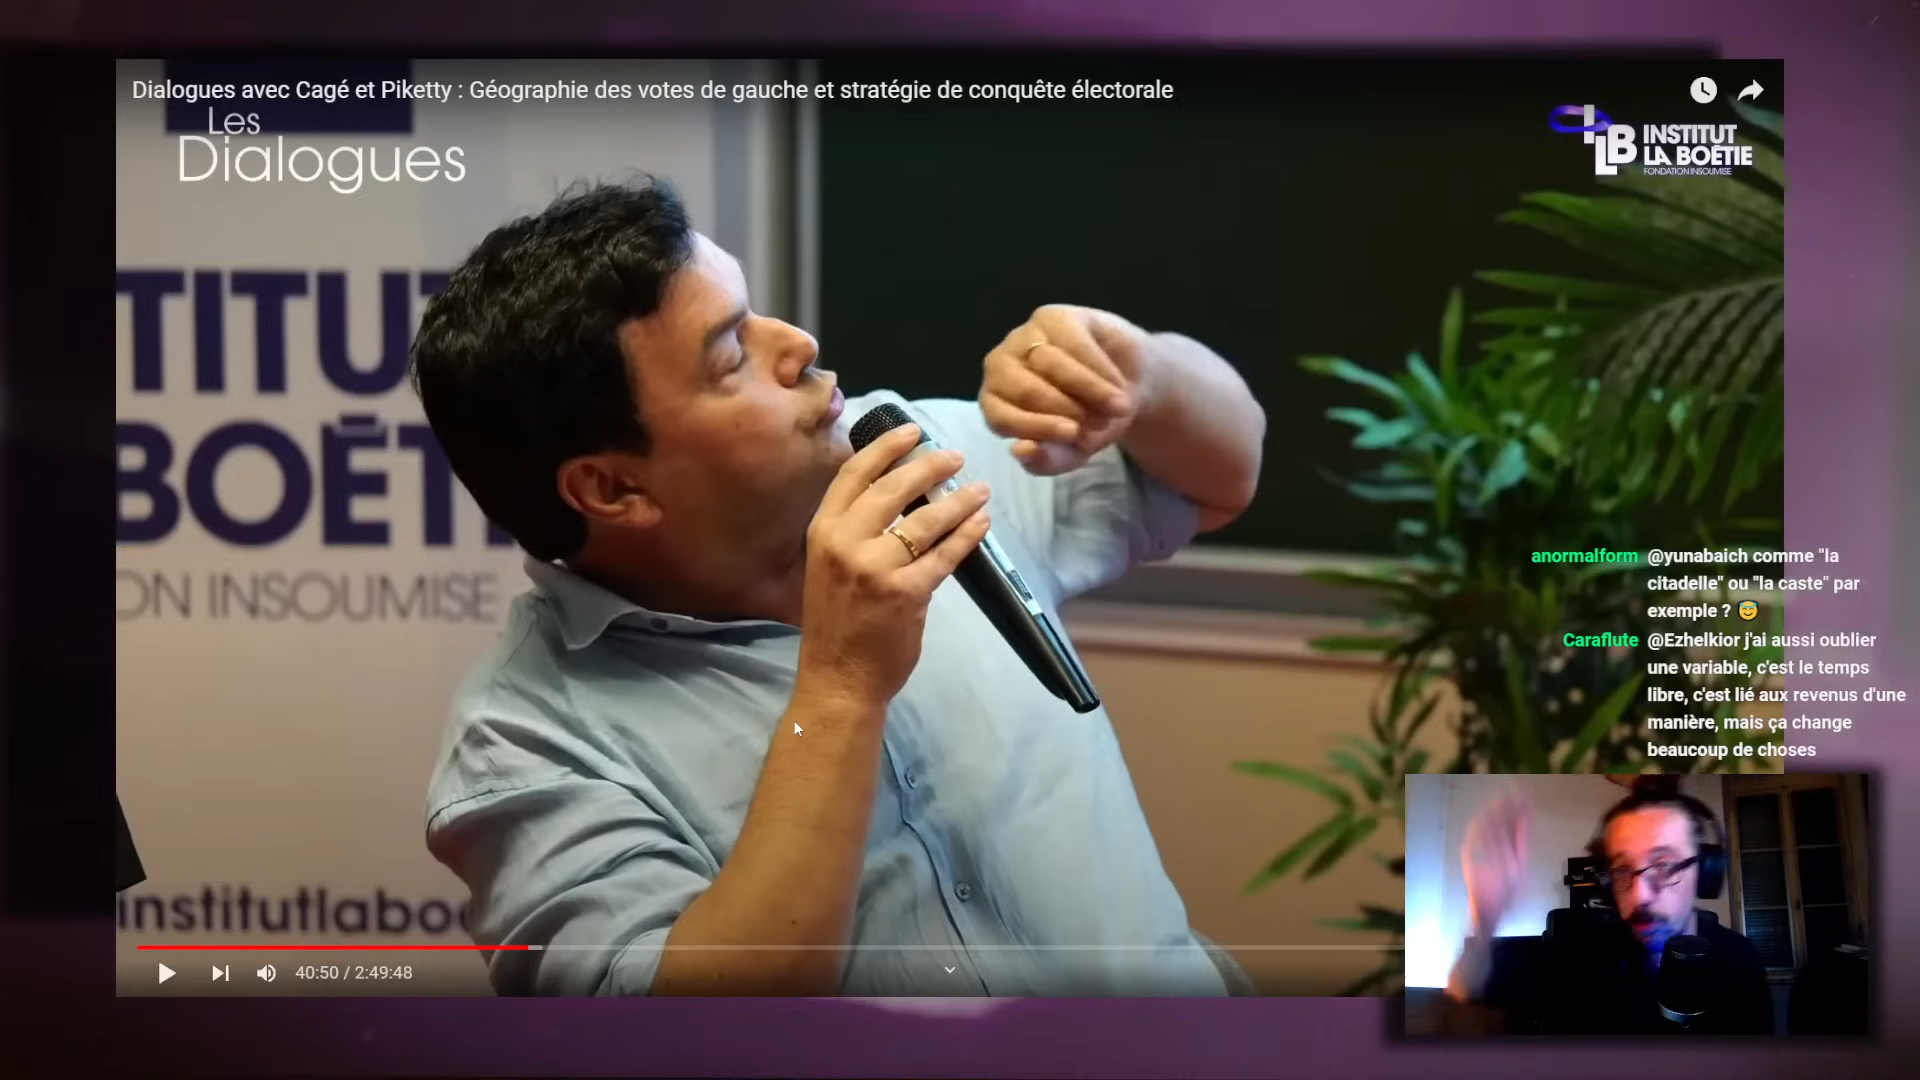 Dialogues avec Cagé et Piketty : Géographie des votes de gauche et stratégie de conquête électorale
Les
Dialogues
ILB INSTITUT
LA BOÉTIE
FONDATION INSOUMISE
TITUT
BOÉT
ON INSOUMISE
institutlaboé
anormalform @yunabaich comme "la
citadelle" ou "la caste" par
exemple ? 😇
Caraflute @Ezhelkior j'ai aussi oublier
une variable, c'est le temps
libre, c'est lié aux revenus d'une
manière, mais ça change
beaucoup de choses
40:50 / 2:49:48